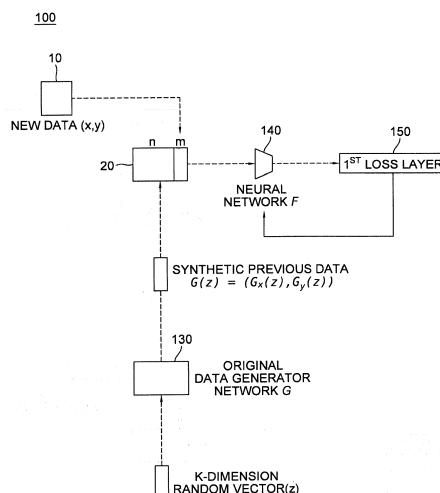 100
10
NEW DATA (x,y)
n m
20
140
NEURAL
NETWORK F
150
1ST LOSS LAYER
SYNTHETIC PREVIOUS DATA
G(z) = (Gx(z),Gy(z))
130
ORIGINAL
DATA GENERATOR
NETWORK G
K-DIMENSION
RANDOM VECTOR(z)